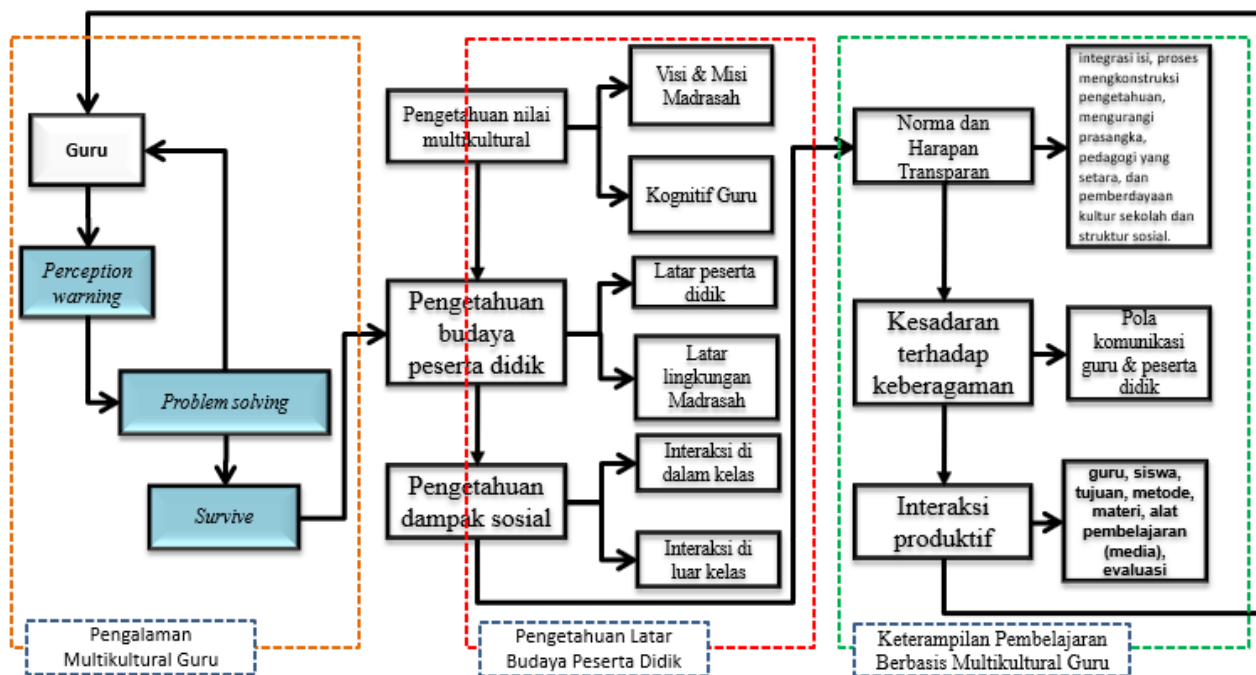 Guru
Perception
warning
Problem solving
Survive
Pengalaman
Multikultural Guru
Pengetahuan nilai
multikultural
Visi & Misi
Madrasah
Kognitif Guru
Pengetahuan
budaya
peserta didik
Latar peserta
didik
Latar
lingkungan
Madrasah
Pengetahuan
dampak sosial
Interaksi di
dalam kelas
Interaksi di
luar kelas
Pengetahuan Latar
Budaya Peserta Didik
Norma dan
Harapan
Transparan
integrasi isi, proses
mengkonstruksi
pengetahuan,
mengurangi
prasangka,
pedagogi yang
setara, dan
pemberdayaan
kultur sekolah dan
struktur sosial.
Kesadaran
terhadap
keberagaman
Pola
komunikasi
guru & peserta
didik
Interaksi
produktif
guru, siswa,
tujuan, metode,
materi, alat
pembelajaran
(media),
evaluasi
Keterampilan Pembelajaran
Berbasis Multikultural Guru